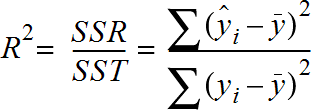 R² = SSR/SST = ∑(ŷᵢ − ȳ)² / ∑(yᵢ − ȳ)²